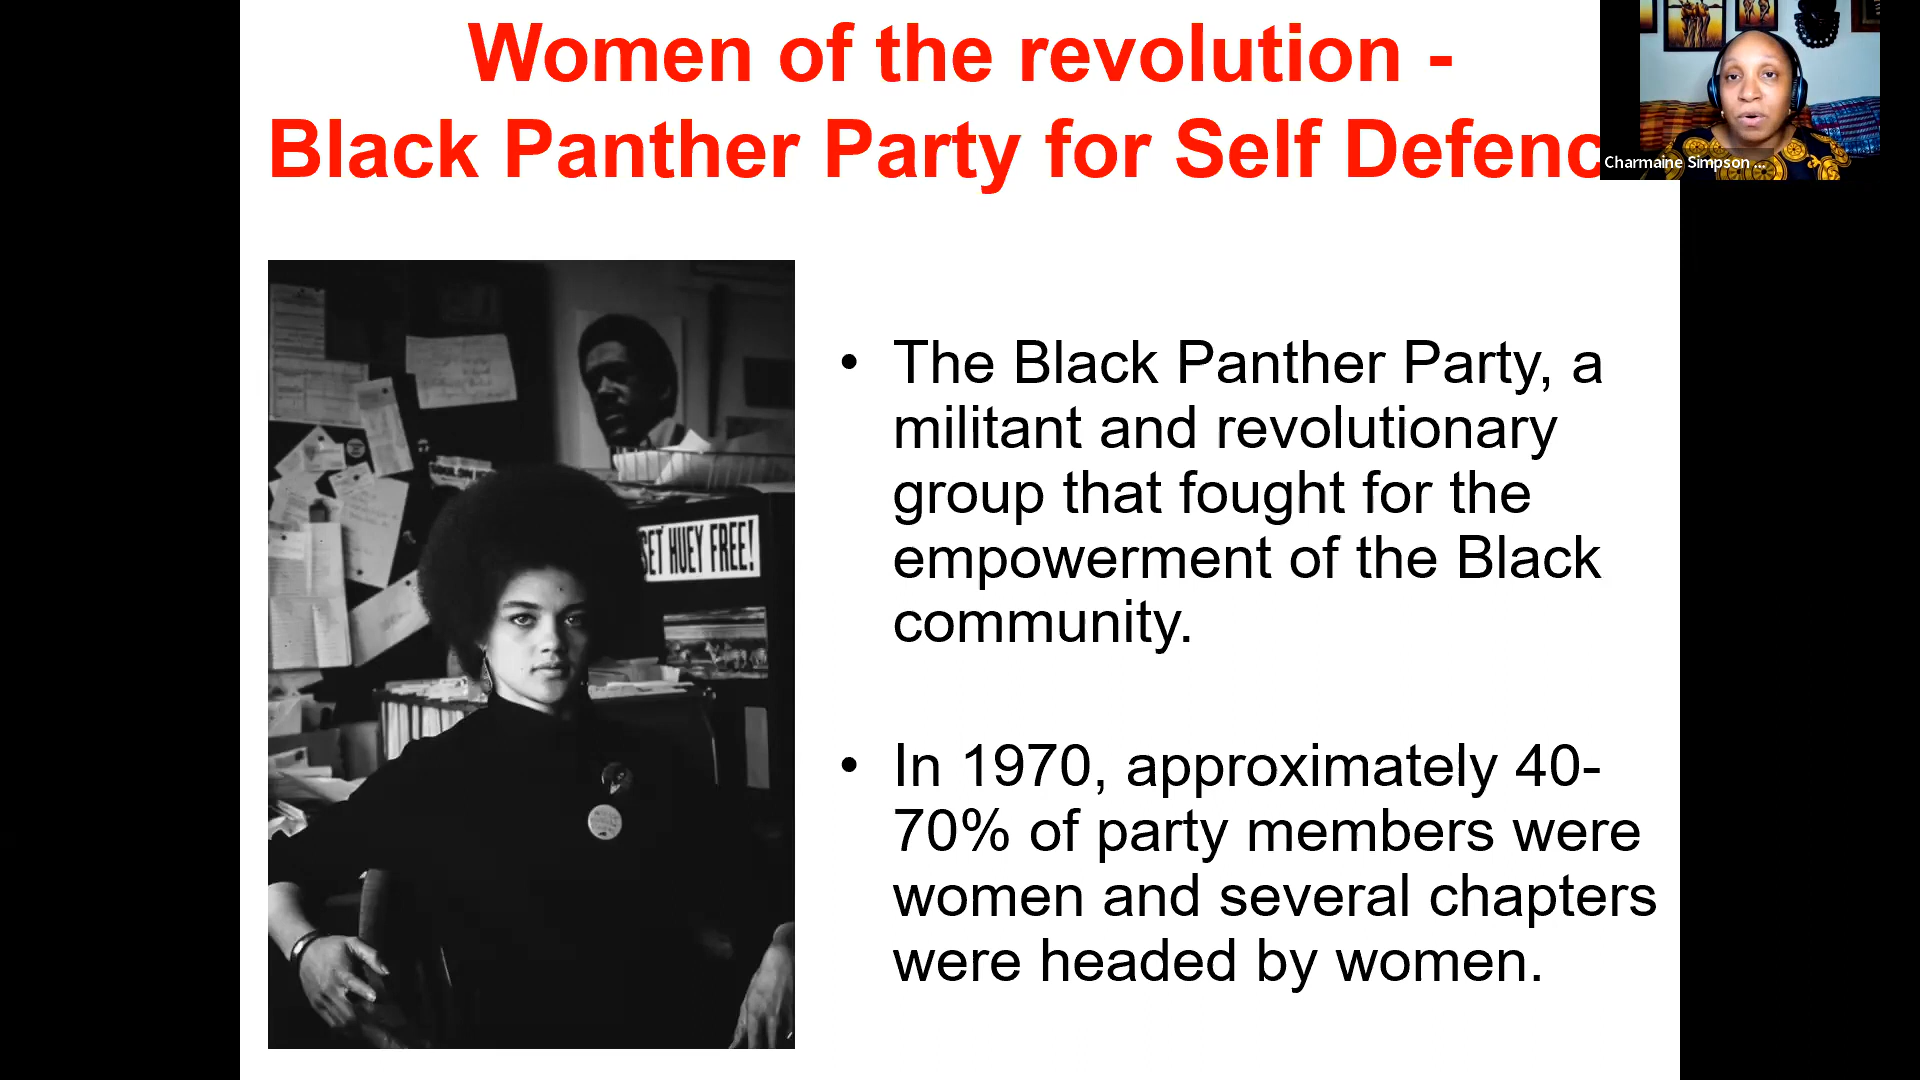 Women of the revolution -
Black Panther Party for Self Defenc
Charmaine Simpson ...
SET HUEY FREE!
• The Black Panther Party, a
militant and revolutionary
group that fought for the
empowerment of the Black
community.
• In 1970, approximately 40-
70% of party members were
women and several chapters
were headed by women.